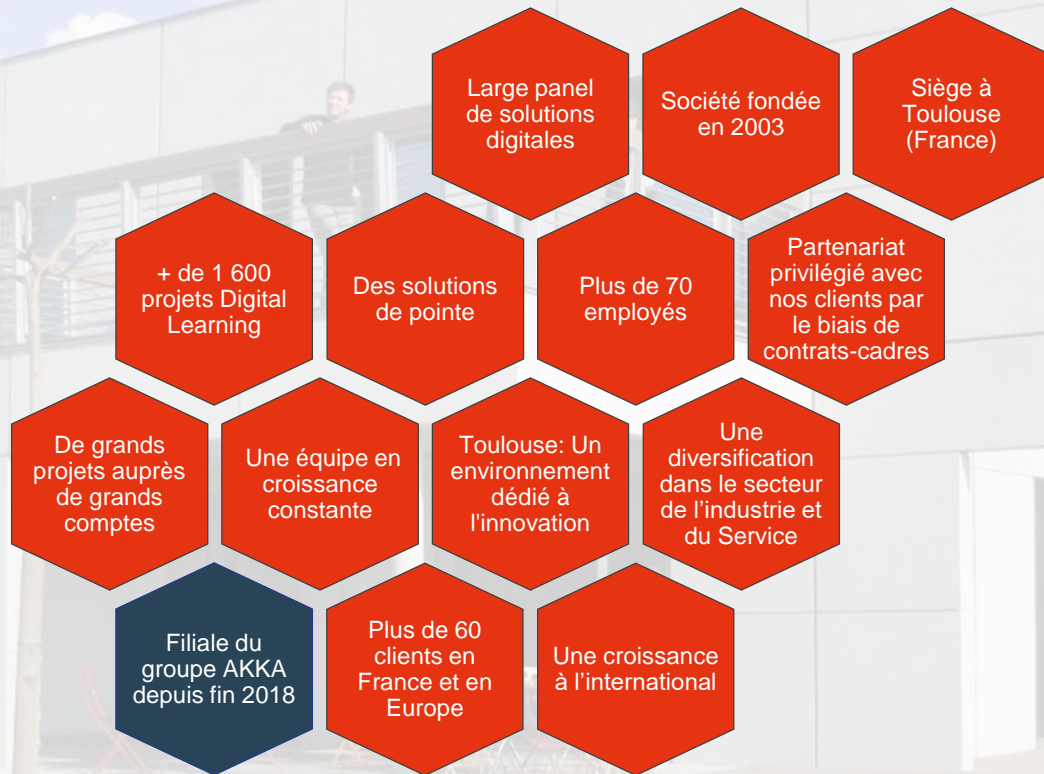 Large panel
de solutions
digitales
Société fondée
en 2003
Siège à
Toulouse
(France)
+ de 1 600
projets Digital
Learning
Des solutions
de pointe
Plus de 70
employés
Partenariat
privilégié avec
nos clients par
le biais de
contrats-cadres
De grands
projets auprès
de grands
comptes
Une équipe en
croissance
constante
Toulouse: Un
environnement
dédié à
l'innovation
Une
diversification
dans le secteur
de l’industrie et
du Service
Filiale du
groupe AKKA
depuis fin 2018
Plus de 60
clients en
France et en
Europe
Une croissance
à l’international